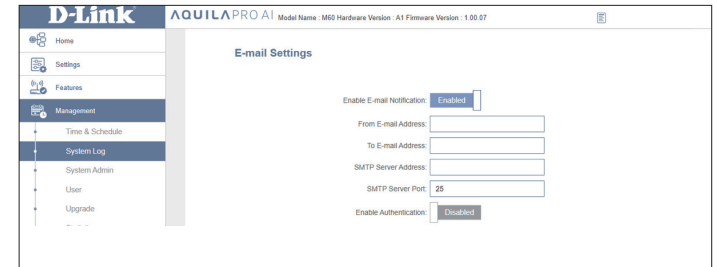 D-Link
AQUILA PRO AI Model Name : M60 Hardware Version : A1 Firmware Version : 1.00.07
Home
Settings
Features
Management
Time & Schedule
System Log
System Admin
User
Upgrade
E-mail Settings
Enable E-mail Notification: Enabled
From E-mail Address:
To E-mail Address:
SMTP Server Address:
SMTP Server Port: 25
Enable Authentication: Disabled